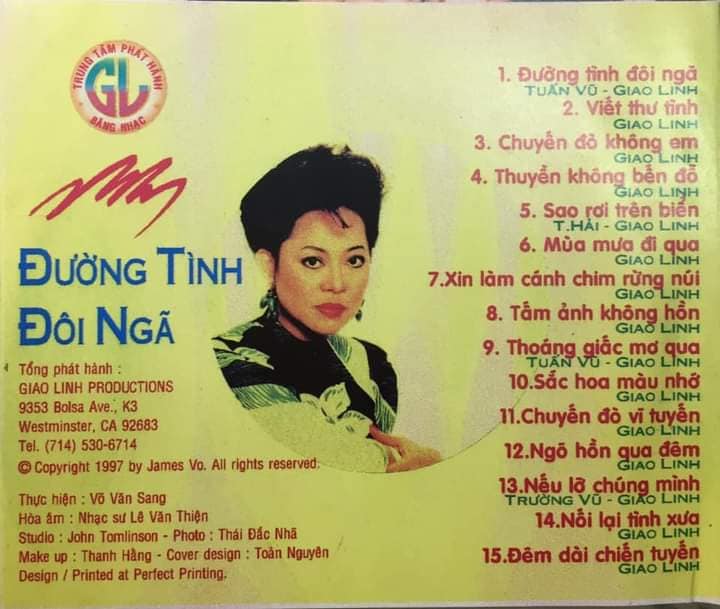 TRUNG TÂM PHÁT HÀNH
GL
BĂNG NHẠC
ĐƯỜNG TÌNH
ĐÔI NGÃ
Tổng phát hành :
GIAO LINH PRODUCTIONS
9353 Bolsa Ave., K3
Westminster, CA 92683
Tel. (714) 530-6714
© Copyright 1997 by James Vo. All rights reserved.
Thực hiện : Võ Văn Sang
Hòa âm : Nhạc sư Lê Văn Thiện
Studio : John Tomlinson - Photo : Thái Đắc Nhã
Make up : Thanh Hằng - Cover design : Toàn Nguyên
Design / Printed at Perfect Printing.
1. Đường tình đôi ngã
TUẤN VŨ - GIAO LINH
2. Viết thư tình
GIAO LINH
3. Chuyến đò không em
GIAO LINH
4. Thuyền không bến đỗ
GIAO LINH
5. Sao rơi trên biển
T.HẢI - GIAO LINH
6. Mùa mưa đi qua
GIAO LINH
7.Xin làm cánh chim rừng núi
GIAO LINH
8. Tấm ảnh không hồn
GIAO LINH
9. Thoáng giấc mơ qua
TUẤN VŨ - GIAO LINH
10.Sắc hoa màu nhớ
GIAO LINH
11.Chuyến đò vĩ tuyến
GIAO LINH
12.Ngõ hồn qua đêm
GIAO LINH
13.Nếu lỡ chúng mình
TRƯỜNG VŨ - GIAO LINH
14.Nối lại tình xưa
GIAO LINH
15.Đêm dài chiến tuyến
GIAO LINH